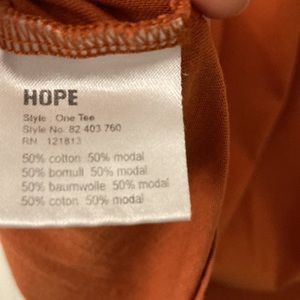 HOPE
Style : One Tee
Style No. 82 403 760
RN 121813
50% cotton 50% modal
50% bomull 50% modal
50% baumwolle 50% modal
50% coton 50% modal